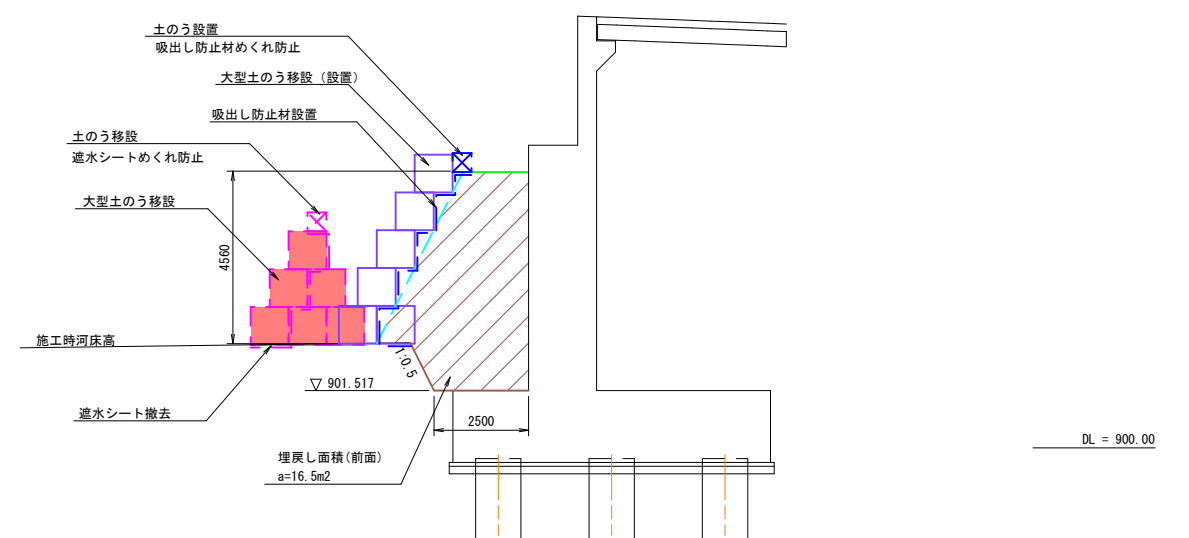 土のう設置
吸出し防止材めくれ防止
大型土のう移設（設置）
吸出し防止材設置
土のう移設
遮水シートめくれ防止
大型土のう移設
4560
施工時河床高
1:0.5
▽ 901.517
遮水シート撤去
2500
DL = 900.00
埋戻し面積(前面)
a=16.5m2